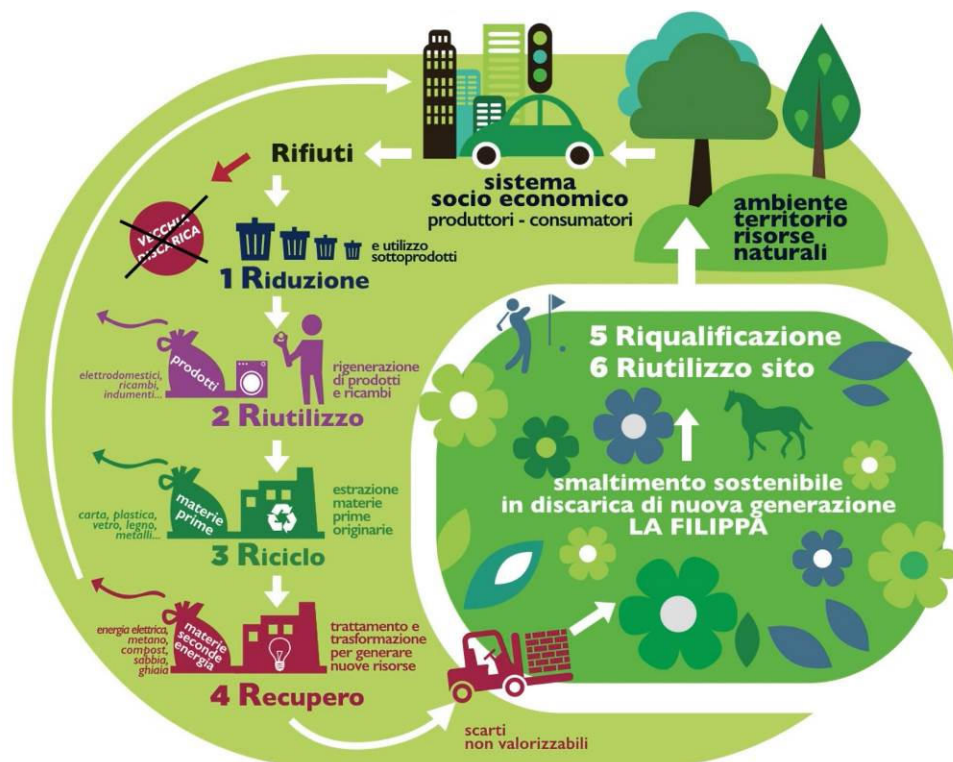 Rifiuti
sistema
socio economico
produttori - consumatori
ambiente
territorio
risorse
naturali
VECCHIA
DISCARICA
e utilizzo
sottoprodotti
1 Riduzione
prodotti
elettrodomestici,
ricambi,
indumenti...
rigenerazione
di prodotti
e ricambi
2 Riutilizzo
materie
prime
carta, plastica,
vetro, legno,
metalli...
estrazione
materie
prime
originarie
3 Riciclo
materie
seconde
energia
energia elettrica,
metano,
compost,
sabbia,
ghiaia
trattamento e
trasformazione
per generare
nuove risorse
4 Recupero
scarti
non valorizzabili
5 Riqualificazione
6 Riutilizzo sito
smaltimento sostenibile
in discarica di nuova generazione
LA FILIPPA